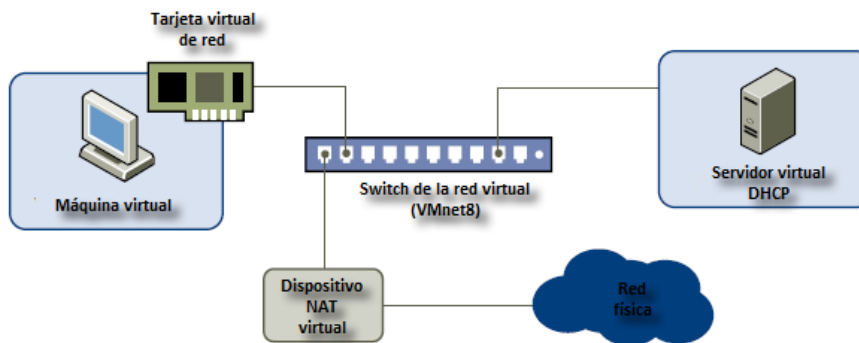 Tarjeta virtual
de red
Máquina virtual
Switch de la red virtual
(VMnet8)
Servidor virtual
DHCP
Dispositivo
NAT
virtual
Red
física